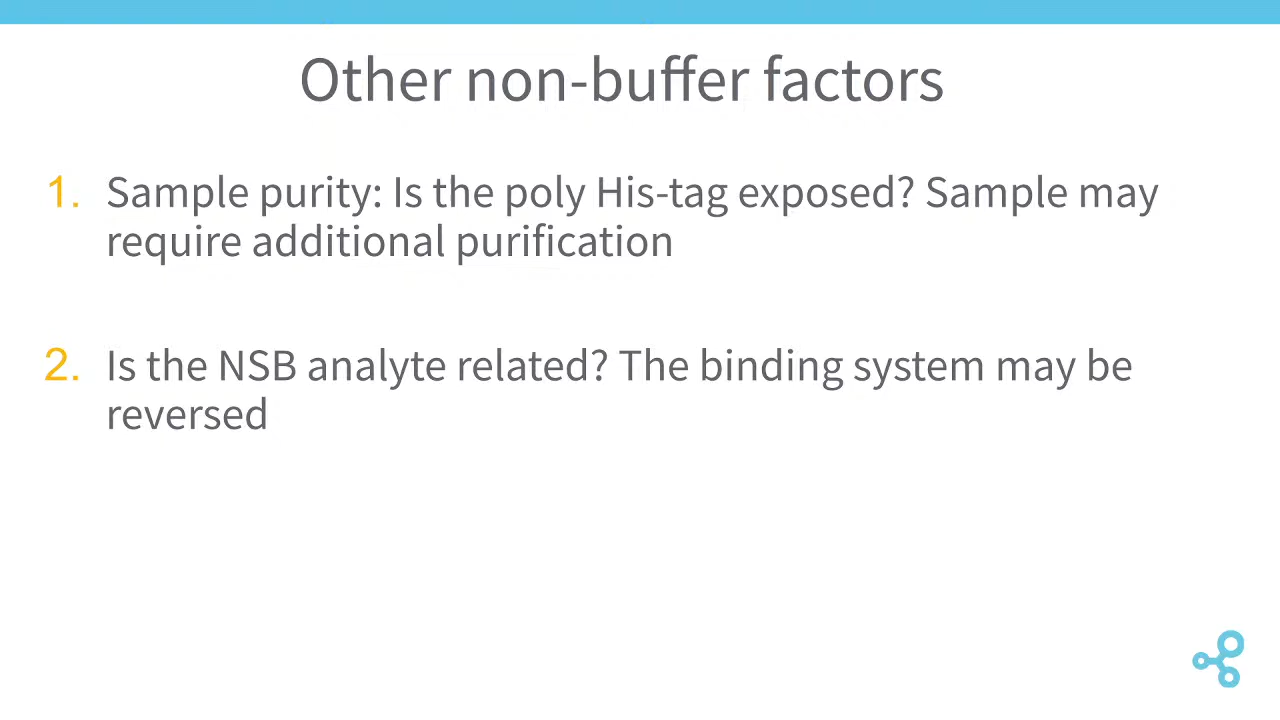 Other non-buffer factors
1. Sample purity: Is the poly His-tag exposed? Sample may
require additional purification
2. Is the NSB analyte related? The binding system may be
reversed